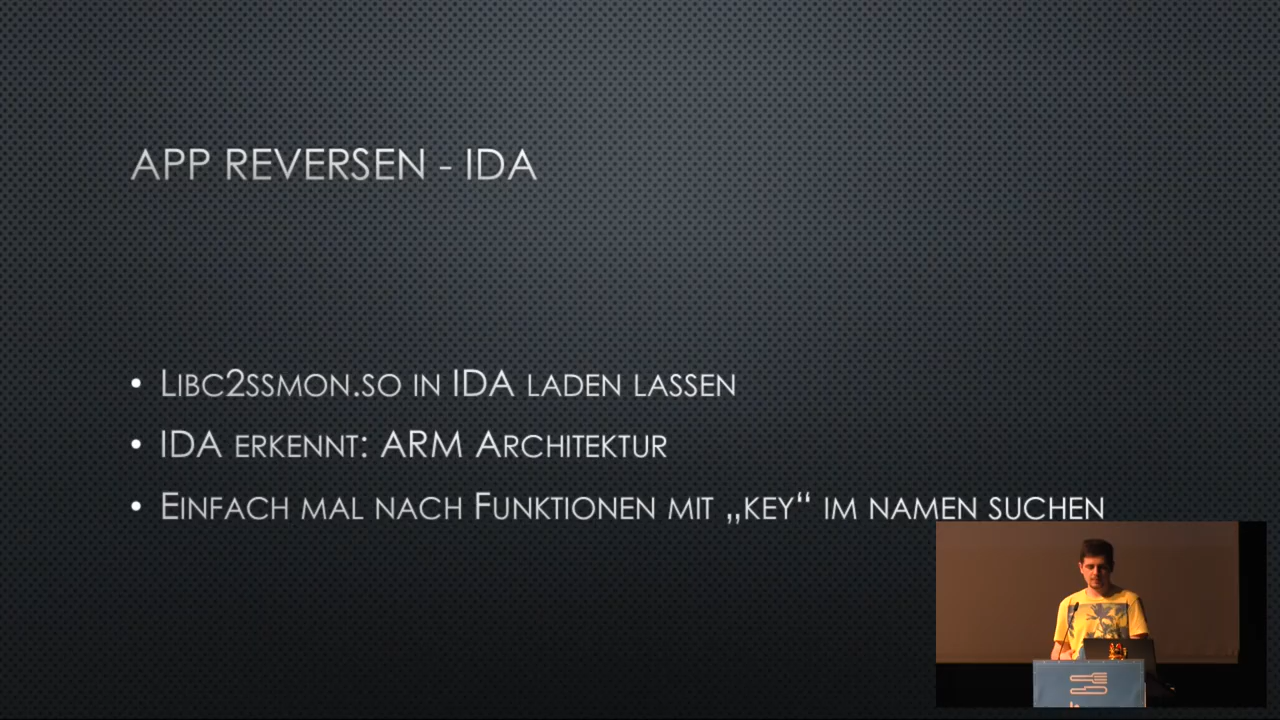 APP REVERSEN - IDA
• LIBC2SSMON.SO IN IDA LADEN LASSEN
• IDA ERKENNT: ARM ARCHITEKTUR
• EINFACH MAL NACH FUNKTIONEN MIT „KEY“ IM NAMEN SUCHEN